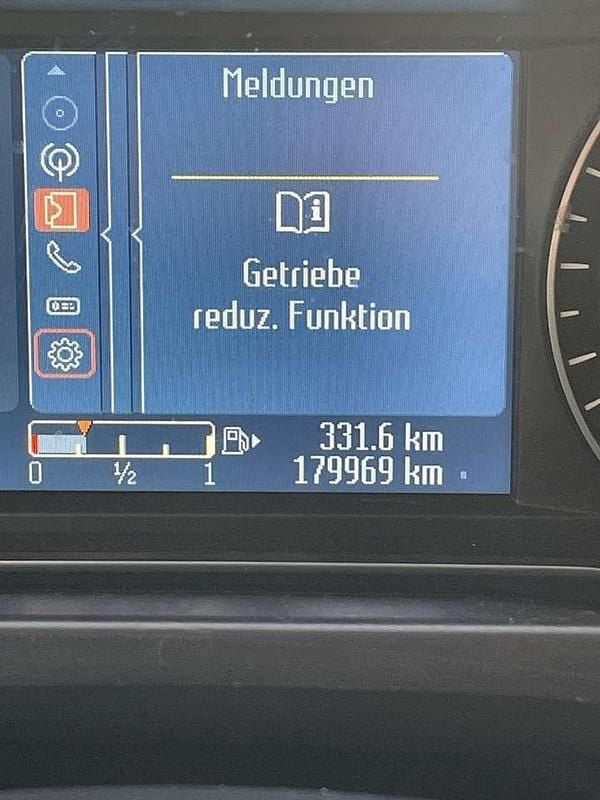 Meldungen
Getriebe
reduz. Funktion
331.6 km
0 ½ 1
179969 km